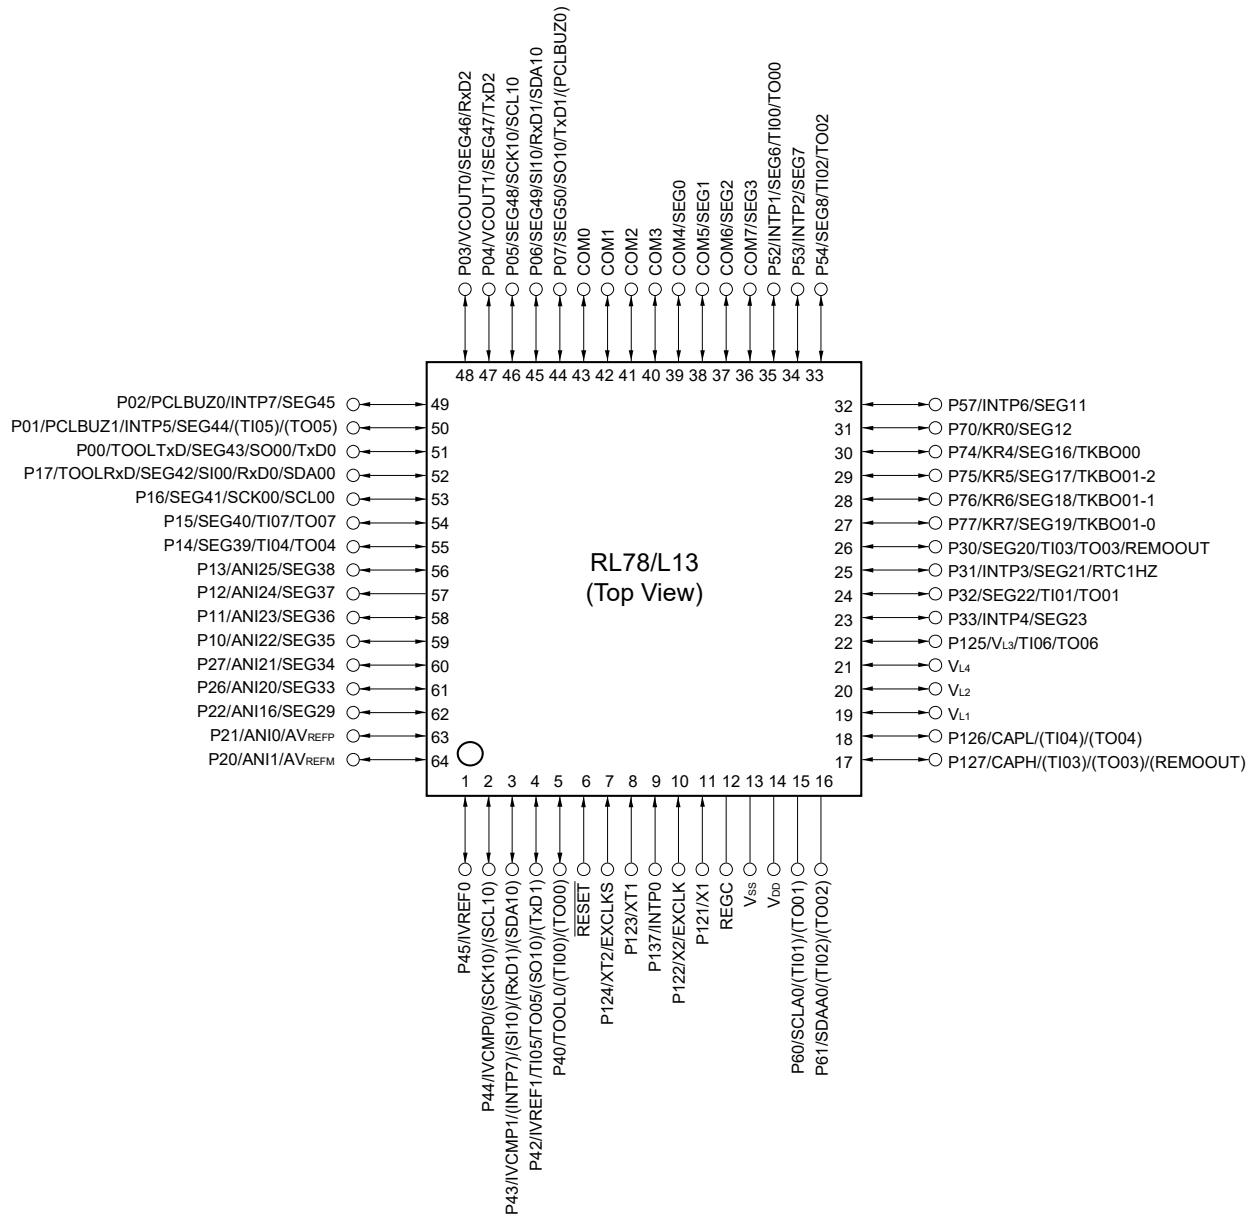 P03/VCOUT0/SEG46/RxD2
P04/VCOUT1/SEG47/TxD2
P05/SEG48/SCK10/SCL10
P06/SEG49/SI10/RxD1/SDA10
P07/SEG50/SO10/TxD1/(PCLBUZ0)
COM0
COM1
COM2
COM3
COM4/SEG0
COM5/SEG1
COM6/SEG2
COM7/SEG3
P52/INTP1/SEG6/TI00/TO00
P53/INTP2/SEG7
P54/SEG8/TI02/TO02
48 47 46 45 44 43 42 41 40 39 38 37 36 35 34 33
P02/PCLBUZ0/INTP7/SEG45 49
P01/PCLBUZ1/INTP5/SEG44/(TI05)/(TO05) 50
P00/TOOLTxD/SEG43/SO00/TxD0 51
P17/TOOLRxD/SEG42/SI00/RxD0/SDA00 52
P16/SEG41/SCK00/SCL00 53
P15/SEG40/TI07/TO07 54
P14/SEG39/TI04/TO04 55
P13/ANI25/SEG38 56
P12/ANI24/SEG37 57
P11/ANI23/SEG36 58
P10/ANI22/SEG35 59
P27/ANI21/SEG34 60
P26/ANI20/SEG33 61
P22/ANI16/SEG29 62
P21/ANI0/AVREFP 63
P20/ANI1/AVREFM 64
RL78/L13
(Top View)
32 P57/INTP6/SEG11
31 P70/KR0/SEG12
30 P74/KR4/SEG16/TKBO00
29 P75/KR5/SEG17/TKBO01-2
28 P76/KR6/SEG18/TKBO01-1
27 P77/KR7/SEG19/TKBO01-0
26 P30/SEG20/TI03/TO03/REMOOUT
25 P31/INTP3/SEG21/RTC1HZ
24 P32/SEG22/TI01/TO01
23 P33/INTP4/SEG23
22 P125/VL3/TI06/TO06
21 VL4
20 VL2
19 VL1
18 P126/CAPL/(TI04)/(TO04)
17 P127/CAPH/(TI03)/(TO03)/(REMOOUT)
1 2 3 4 5 6 7 8 9 10 11 12 13 14 15 16
P45/IVREF0
P44/IVCMP0/(SCK10)/(SCL10)
P43/IVCMP1/(INTP7)/(SI10)/(RxD1)/(SDA10)
P42/IVREF1/TI05/TO05/(SO10)/(TxD1)
P40/TOOL0/(TI00)/(TO00)
RESET
P124/XT2/EXCLKS
P123/XT1
P137/INTP0
P122/X2/EXCLK
P121/X1
REGC
VSS
VDD
P60/SCLA0/(TI01)/(TO01)
P61/SDAA0/(TI02)/(TO02)